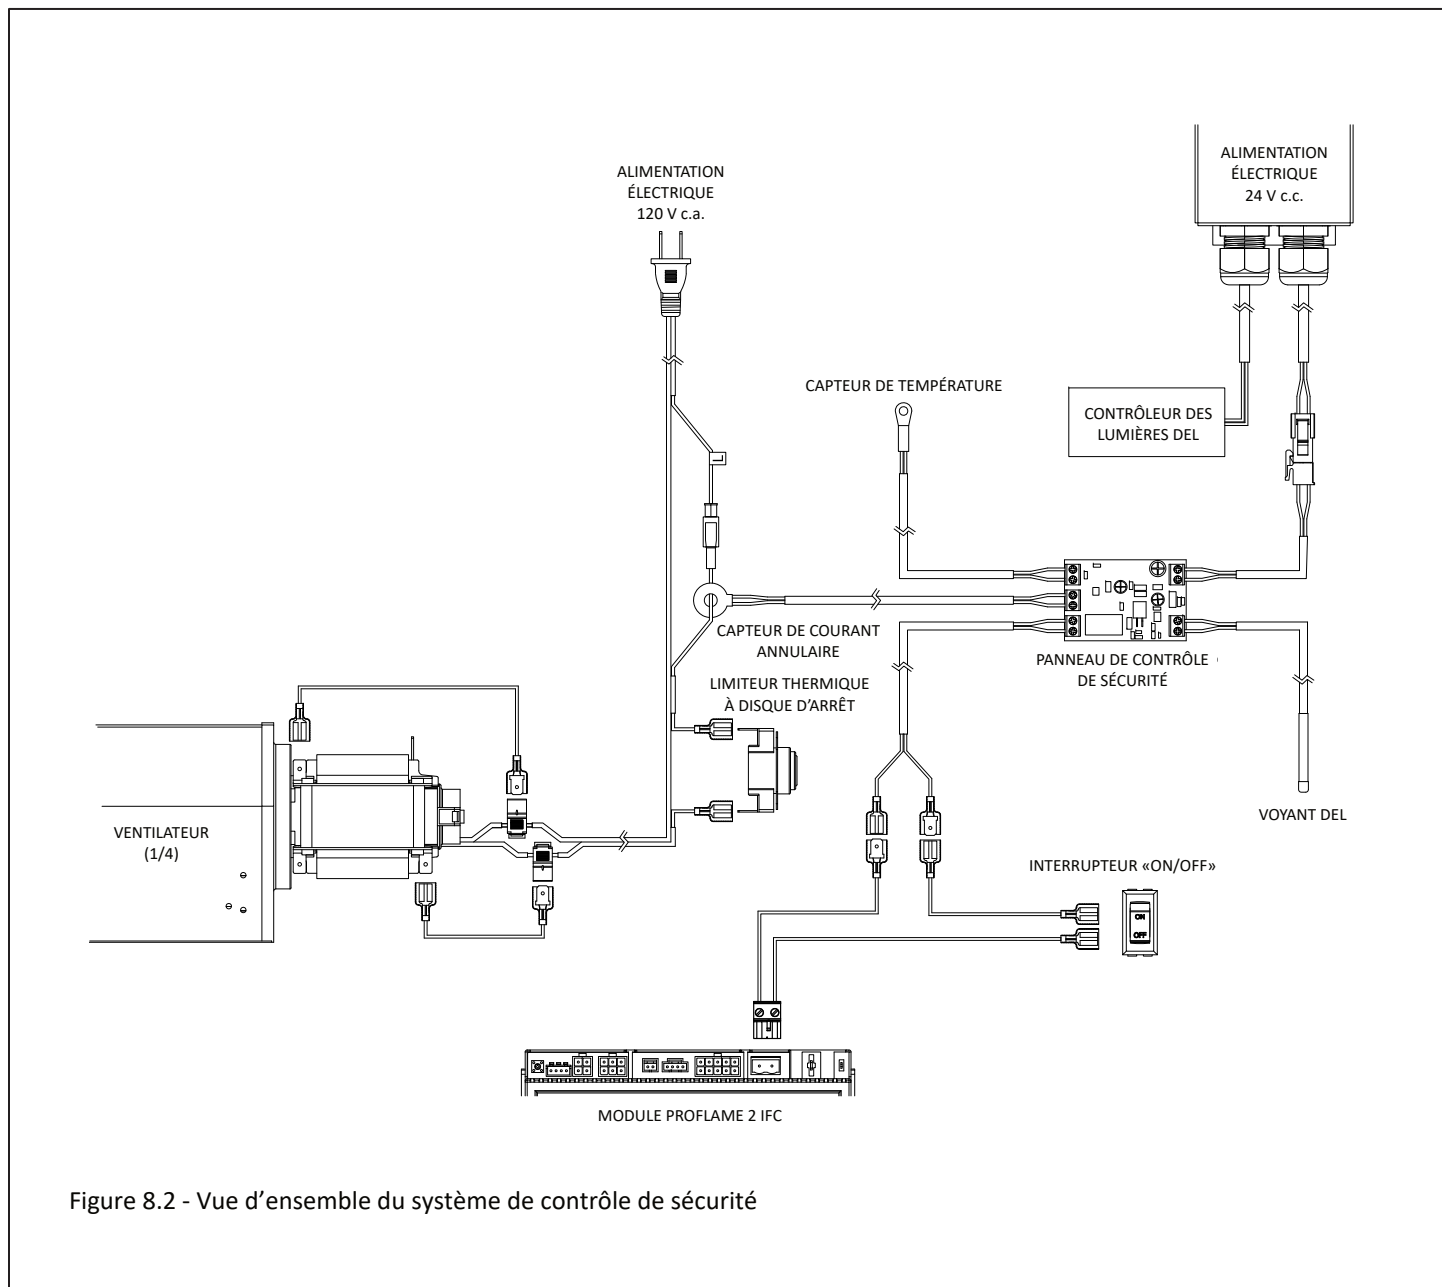 ALIMENTATION
ÉLECTRIQUE
120 V c.a.
ALIMENTATION
ÉLECTRIQUE
24 V c.c.
CAPTEUR DE TEMPÉRATURE
CONTRÔLEUR DES
LUMIÈRES DEL
L
CAPTEUR DE COURANT
ANNULAIRE
PANNEAU DE CONTRÔLE
DE SÉCURITÉ
LIMITEUR THERMIQUE
À DISQUE D’ARRÊT
VENTILATEUR
(1/4)
VOYANT DEL
INTERRUPTEUR «ON/OFF»
ON
OFF
MODULE PROFLAME 2 IFC
Figure 8.2 - Vue d’ensemble du système de contrôle de sécurité